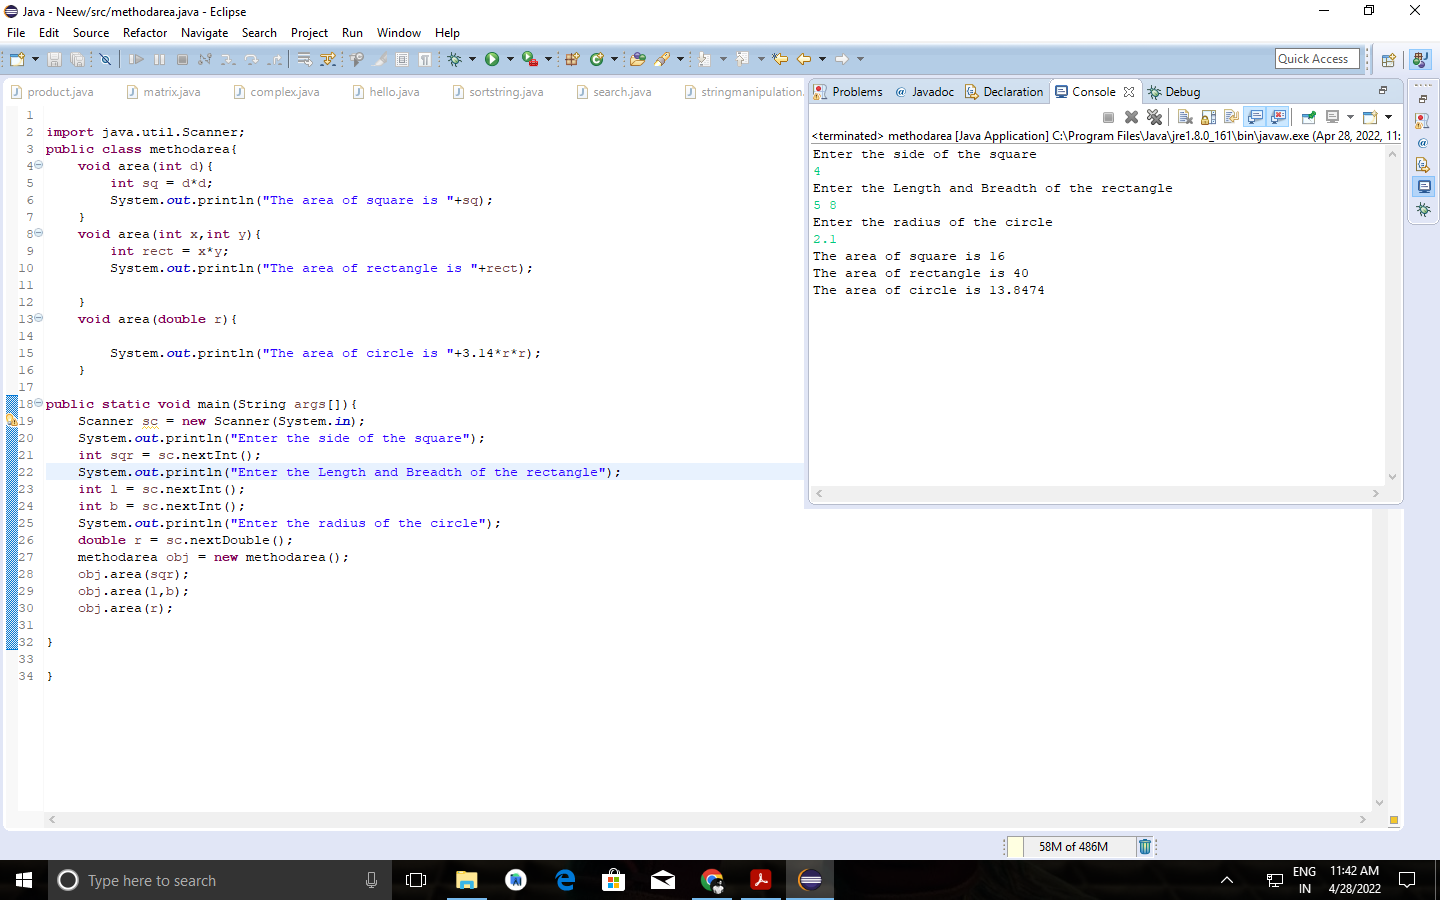 Java - Neew/src/methodarea.java - Eclipse
File Edit Source Refactor Navigate Search Project Run Window Help
Quick Access
product.java matrix.java complex.java hello.java sortstring.java search.java stringmanipulation.
1
2 import java.util.Scanner;
3 public class methodarea{
4 void area(int d){
5 int sq = d*d;
6 System.out.println("The area of square is "+sq);
7 }
8 void area(int x,int y){
9 int rect = x*y;
10 System.out.println("The area of rectangle is "+rect);
11
12 }
13 void area(double r){
14
15 System.out.println("The area of circle is "+3.14*r*r);
16 }
17
18 public static void main(String args[]){
19 Scanner sc = new Scanner(System.in);
20 System.out.println("Enter the side of the square");
21 int sqr = sc.nextInt();
22 System.out.println("Enter the Length and Breadth of the rectangle");
23 int l = sc.nextInt();
24 int b = sc.nextInt();
25 System.out.println("Enter the radius of the circle");
26 double r = sc.nextDouble();
27 methodarea obj = new methodarea();
28 obj.area(sqr);
29 obj.area(l,b);
30 obj.area(r);
31
32 }
33
34 }
Problems @ Javadoc Declaration Console Debug
<terminated> methodarea [Java Application] C:\Program Files\Java\jre1.8.0_161\bin\javaw.exe (Apr 28, 2022, 11:
Enter the side of the square
4
Enter the Length and Breadth of the rectangle
5 8
Enter the radius of the circle
2.1
The area of square is 16
The area of rectangle is 40
The area of circle is 13.8474
58M of 486M
Type here to search
ENG
IN
11:42 AM
4/28/2022